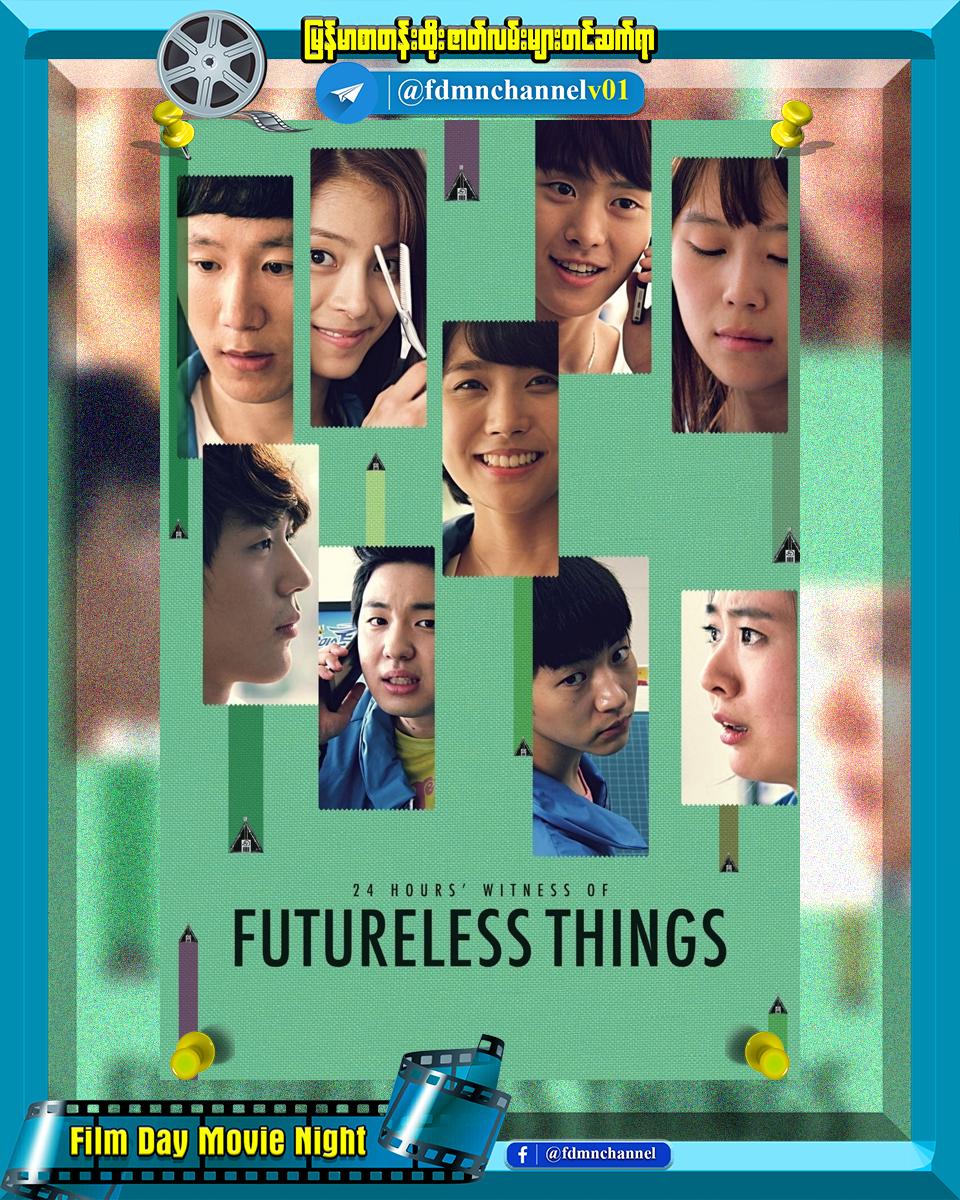 မြန်မာစာတန်းထိုးဇာတ်လမ်းများတင်ဆက်ရာ
@fdmnchannelv01
24 HOURS' WITNESS OF
FUTURELESS THINGS
Film Day Movie Night
f | @fdmnchannel